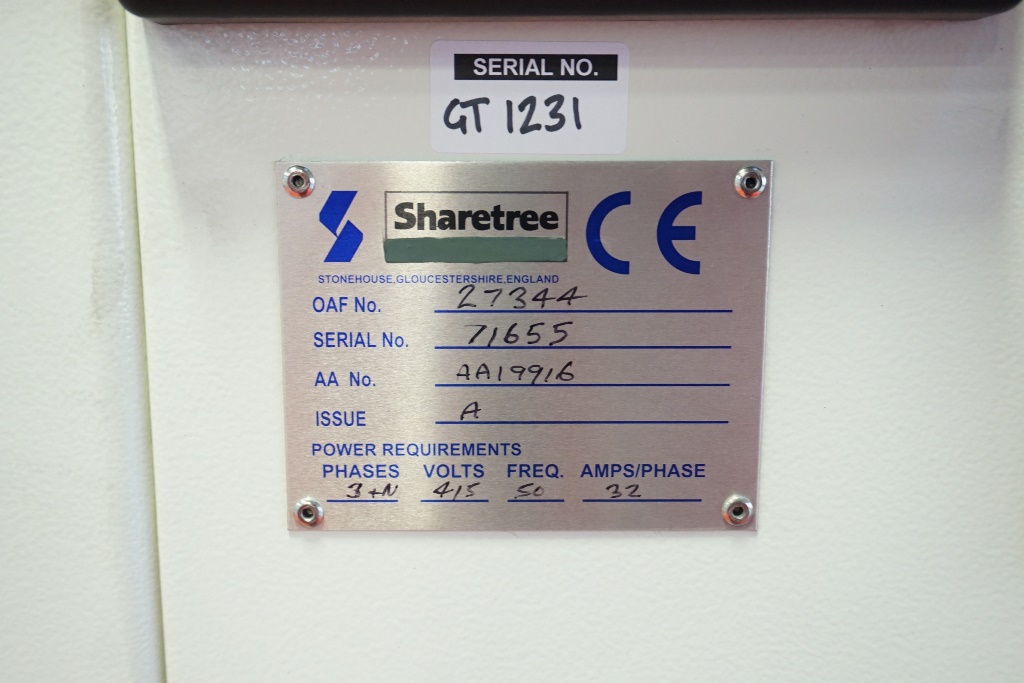 SERIAL NO.
GT 1231
Sharetree
CE
STONEHOUSE,GLOUCESTERSHIRE,ENGLAND
OAF No. 27344
SERIAL No. 71655
AA No. AA19916
ISSUE A
POWER REQUIREMENTS
PHASES VOLTS FREQ. AMPS/PHASE
3+N 415 50 32